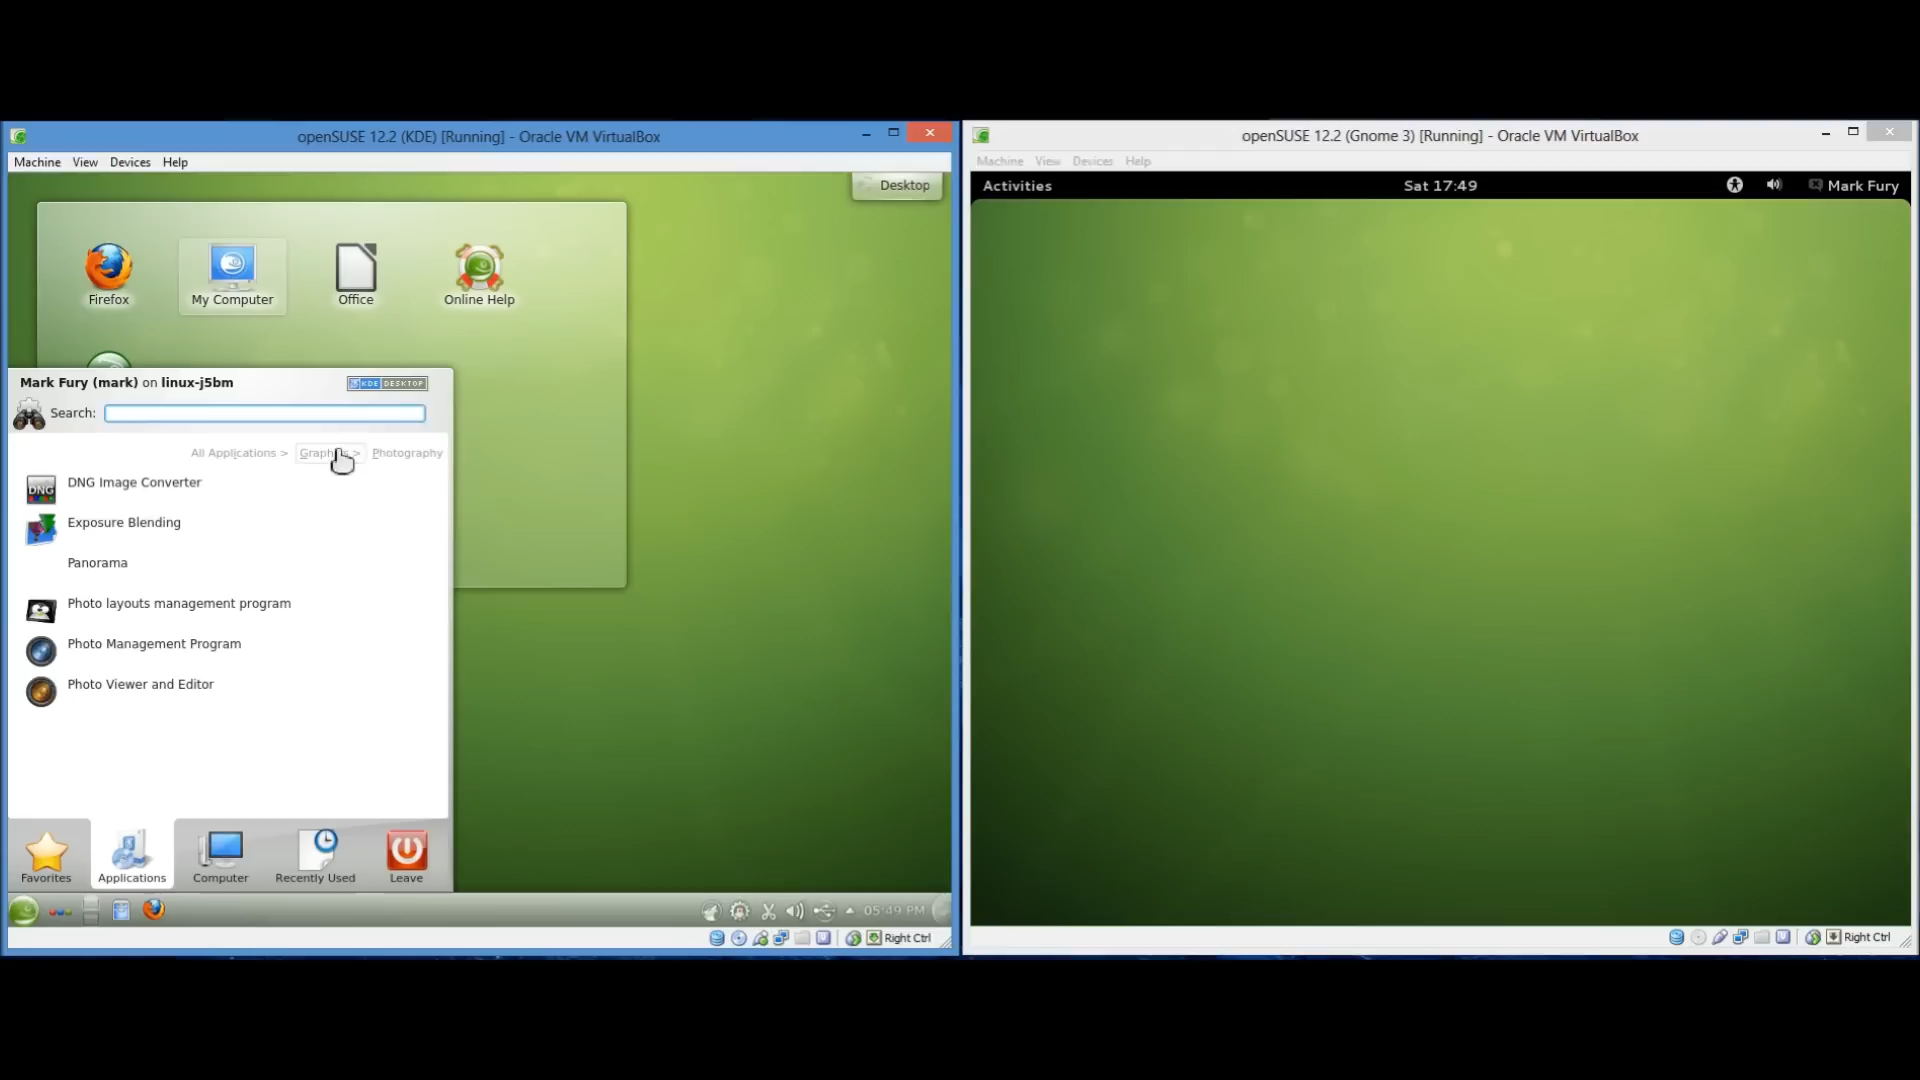 openSUSE 12.2 (KDE) [Running] - Oracle VM VirtualBox
Machine View Devices Help
Desktop
Firefox
My Computer
Office
Online Help
Mark Fury (mark) on linux-j5bm
KDE DESKTOP
Search:
All Applications > Graphics > Photography
DNG
DNG Image Converter
Exposure Blending
Panorama
Photo layouts management program
Photo Management Program
Photo Viewer and Editor
Favorites
Applications
Computer
Recently Used
Leave
05:49 PM
Right Ctrl
openSUSE 12.2 (Gnome 3) [Running] - Oracle VM VirtualBox
Machine View Devices Help
Activities
Sat 17:49
Mark Fury
Right Ctrl